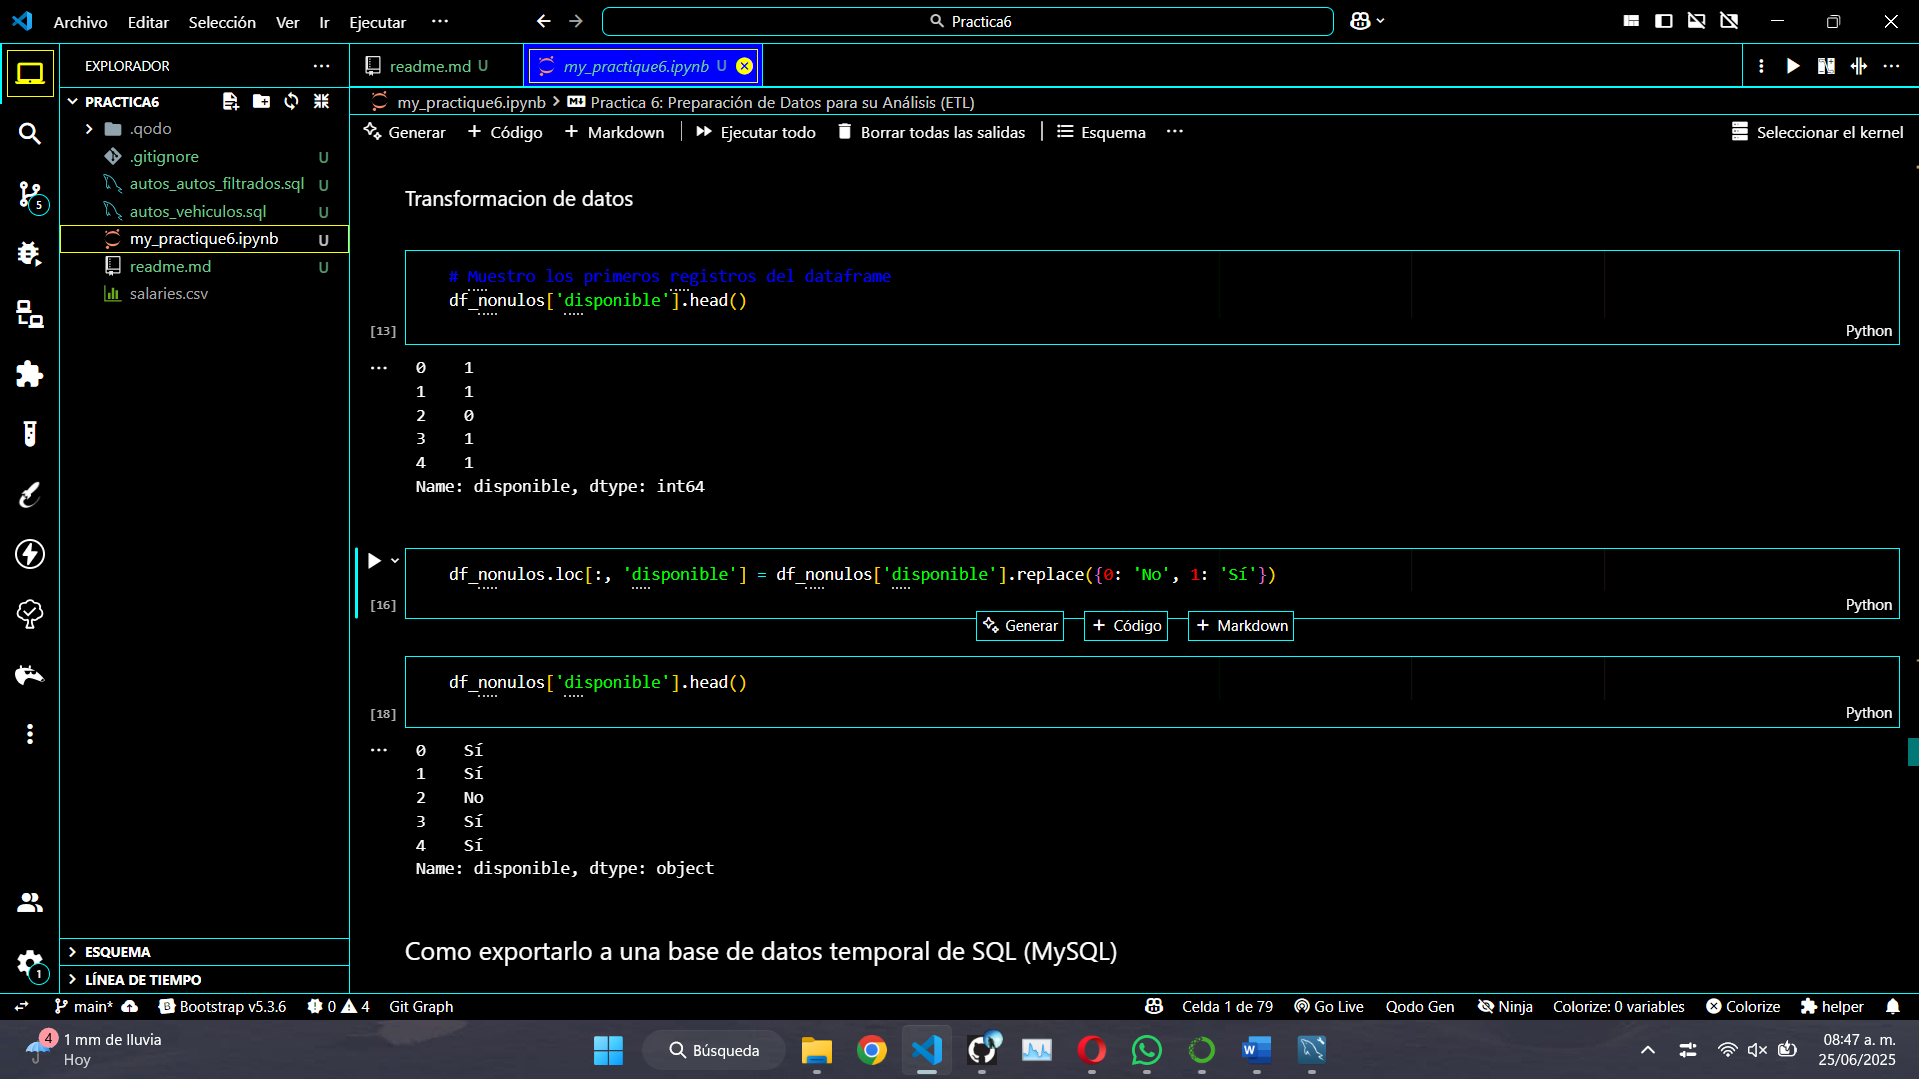 Archivo Editar Selección Ver Ir Ejecutar ···
Practica6
EXPLORADOR ···
PRACTICA6
.qodo
.gitignore U
autos_autos_filtrados.sql U
autos_vehiculos.sql U
my_practique6.ipynb U
readme.md U
salaries.csv
ESQUEMA
LÍNEA DE TIEMPO
5
1
readme.md U
my_practique6.ipynb U
my_practique6.ipynb > Practica 6: Preparación de Datos para su Análisis (ETL)
Generar + Código + Markdown Ejecutar todo Borrar todas las salidas Esquema ··· Seleccionar el kernel
Transformacion de datos
# Muestro los primeros registros del dataframe
df_nonulos['disponible'].head()
[13] Python
0 1
1 1
2 0
3 1
4 1
Name: disponible, dtype: int64
df_nonulos.loc[:, 'disponible'] = df_nonulos['disponible'].replace({0: 'No', 1: 'Sí'})
[16] Python
Generar + Código + Markdown
df_nonulos['disponible'].head()
[18] Python
0 Sí
1 Sí
2 No
3 Sí
4 Sí
Name: disponible, dtype: object
Como exportarlo a una base de datos temporal de SQL (MySQL)
main* Bootstrap v5.3.6 0 4 Git Graph Celda 1 de 79 Go Live Qodo Gen Ninja Colorize: 0 variables Colorize helper
4
1 mm de lluvia
Hoy
Búsqueda
08:47 a. m.
25/06/2025